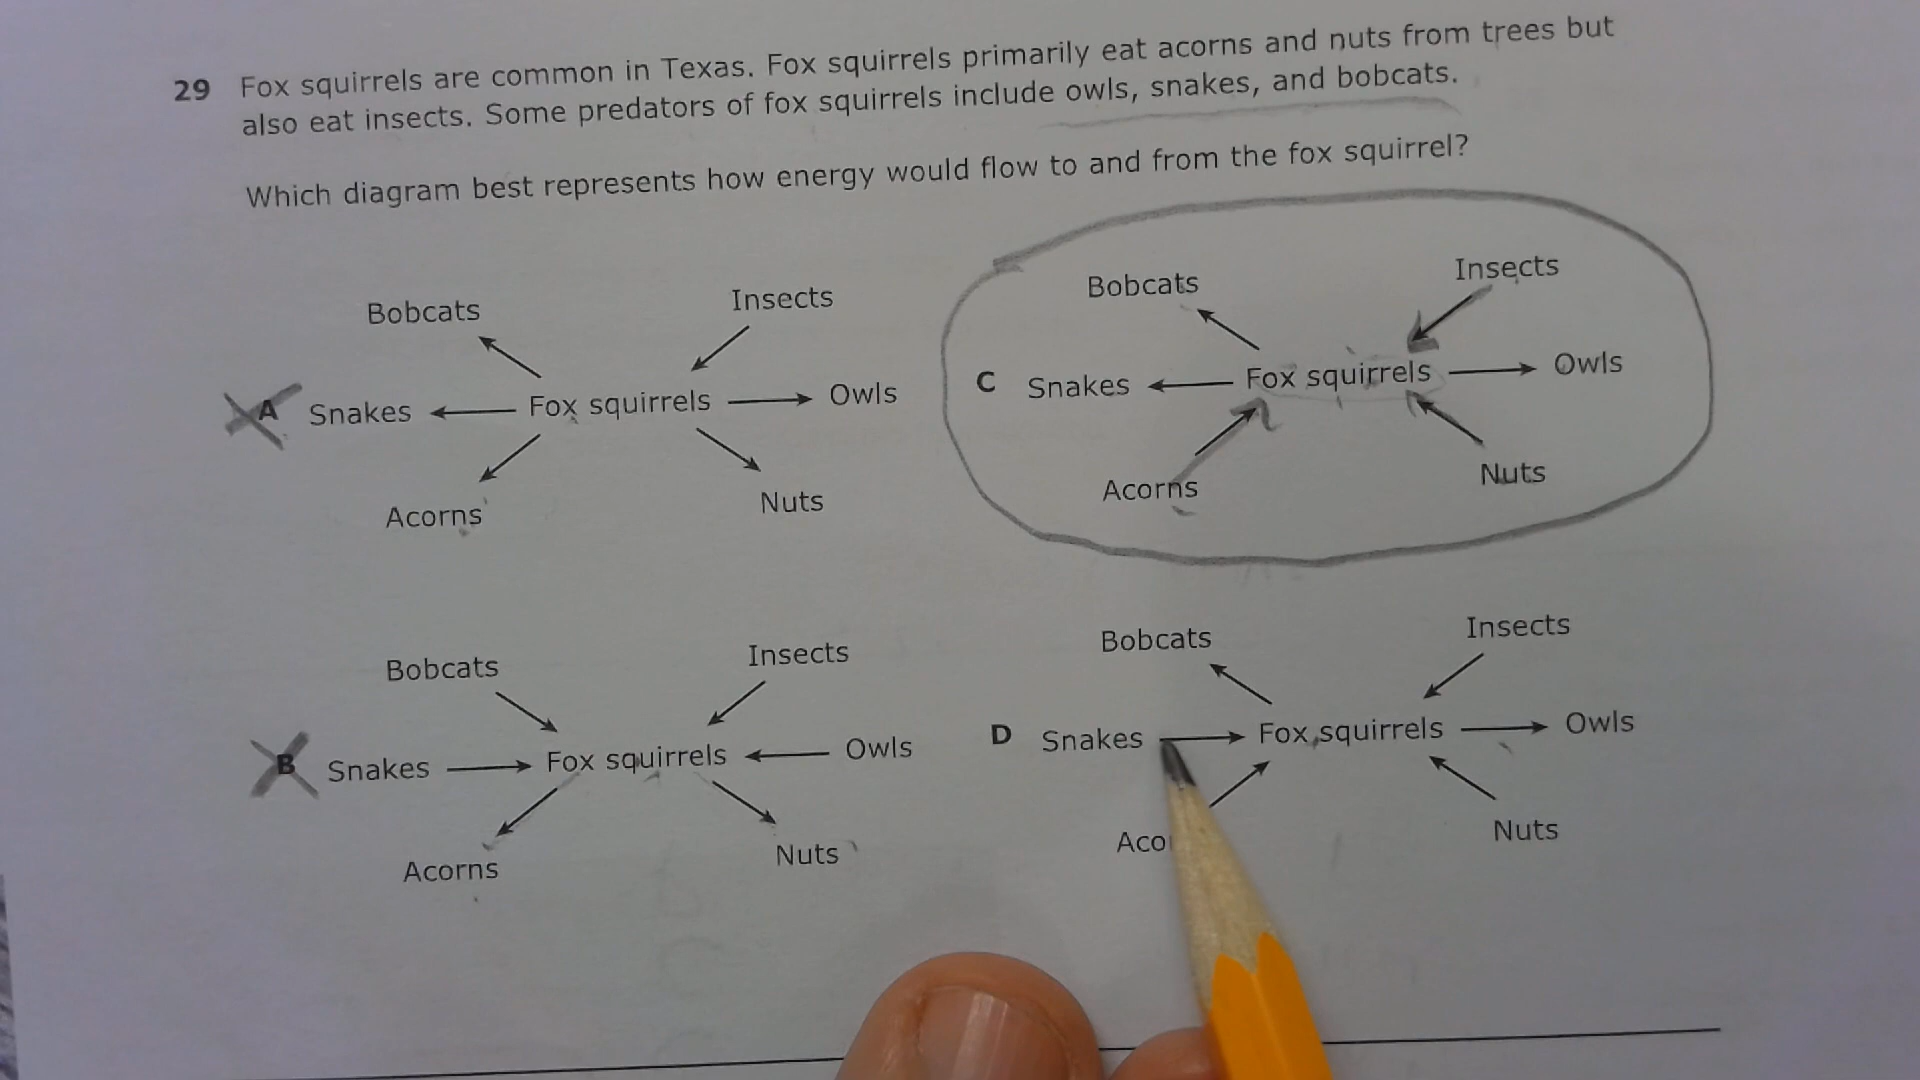 29 Fox squirrels are common in Texas. Fox squirrels primarily eat acorns and nuts from trees but
also eat insects. Some predators of fox squirrels include owls, snakes, and bobcats.
Which diagram best represents how energy would flow to and from the fox squirrel?
Bobcats Insects
A Snakes Fox squirrels Owls
Acorns Nuts
Bobcats Insects
B Snakes Fox squirrels Owls
Acorns Nuts
Bobcats Insects
C Snakes Fox squirrels Owls
Acorns Nuts
Bobcats Insects
D Snakes Fox squirrels Owls
Nuts